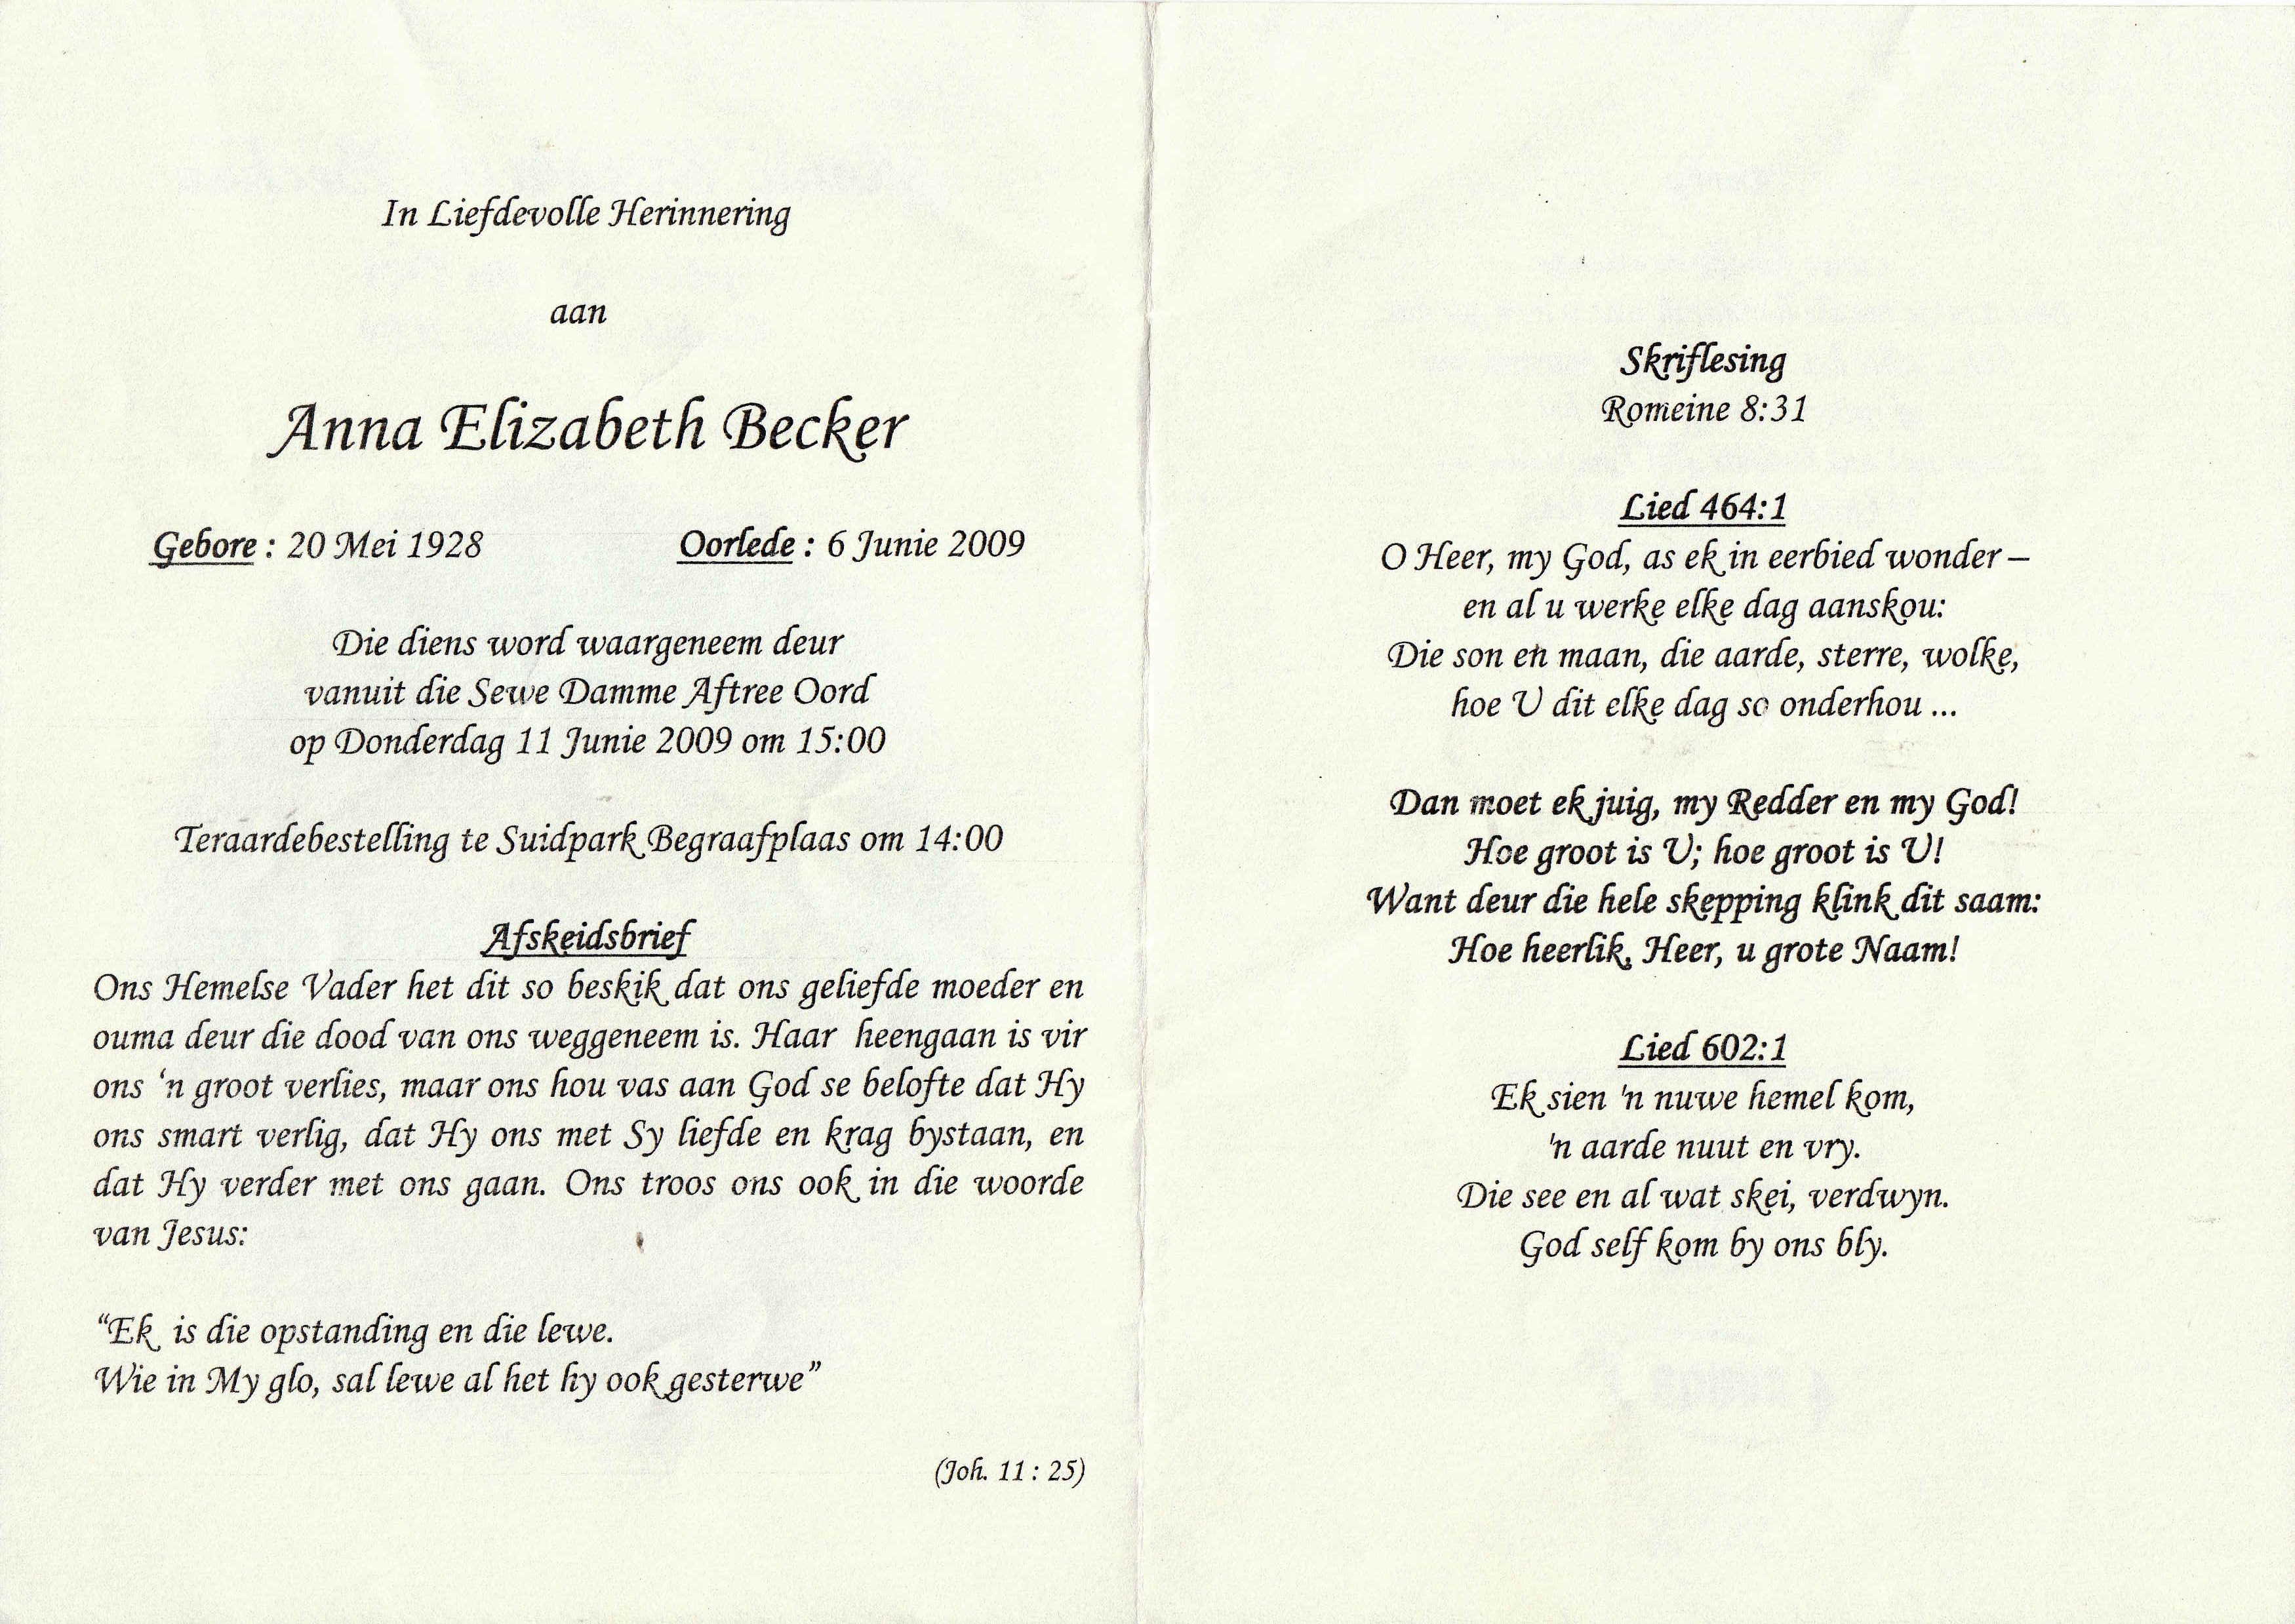 In Liefdevolle Herinnering
aan
Anna Elizabeth Becker
Gebore : 20 Mei 1928 Oorlede : 6 Junie 2009
Die diens word waargeneem deur
vanuit die Sewe Damme Aftree Oord
op Donderdag 11 Junie 2009 om 15:00
Teraardebestelling te Suidpark Begraafplaas om 14:00
Afskeidsbrief
Ons Hemelse Vader het dit so beskik dat ons geliefde moeder en
ouma deur die dood van ons weggeneem is. Haar heengaan is vir
ons ‘n groot verlies, maar ons hou vas aan God se belofte dat Hy
ons smart verlig, dat Hy ons met Sy liefde en krag bystaan, en
dat Hy verder met ons gaan. Ons troos ons ook in die woorde
van Jesus:
“Ek is die opstanding en die lewe.
Wie in My glo, sal lewe al het hy ook gesterwe”
(Joh. 11 : 25)
Skriflesing
Romeine 8:31
Lied 464:1
O Heer, my God, as ek in eerbied wonder –
en al u werke elke dag aanskou:
Die son en maan, die aarde, sterre, wolke,
hoe U dit elke dag so onderhou ...
Dan moet ek juig, my Redder en my God!
Hoe groot is U; hoe groot is U!
Want deur die hele skepping klink dit saam:
Hoe heerlik, Heer, u grote Naam!
Lied 602:1
Ek sien 'n nuwe hemel kom,
'n aarde nuut en vry.
Die see en al wat skei, verdwyn.
God self kom by ons bly.